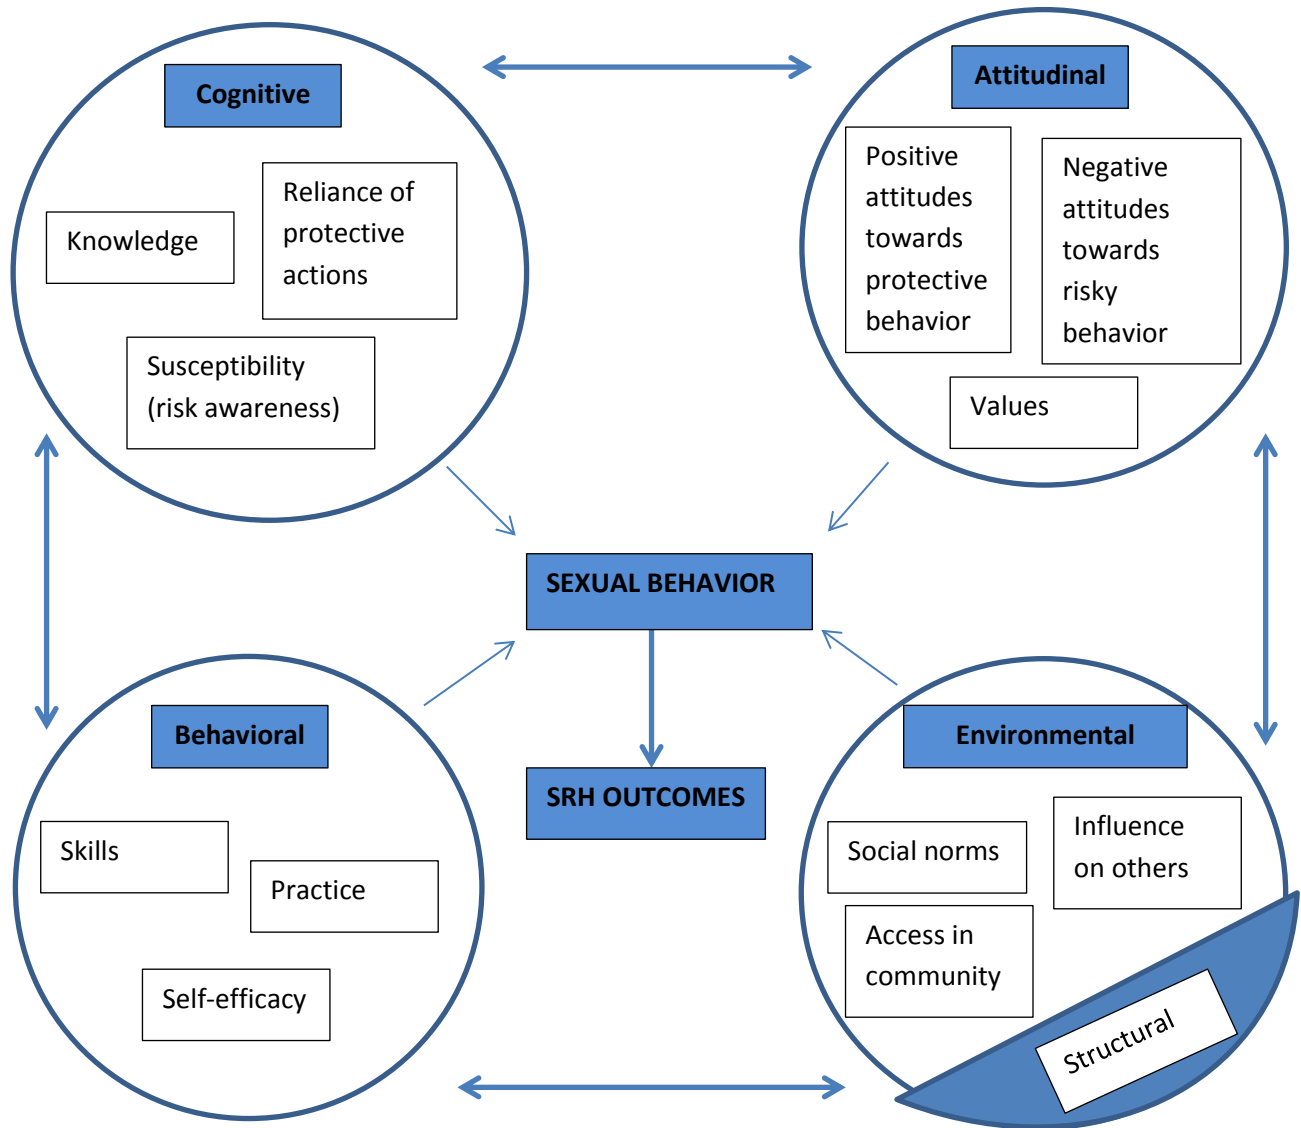 Cognitive
Knowledge
Reliance of
protective
actions
Susceptibility
(risk awareness)
Attitudinal
Positive
attitudes
towards
protective
behavior
Negative
attitudes
towards
risky
behavior
Values
SEXUAL BEHAVIOR
SRH OUTCOMES
Behavioral
Skills
Practice
Self-efficacy
Environmental
Social norms
Influence
on others
Access in
community
Structural